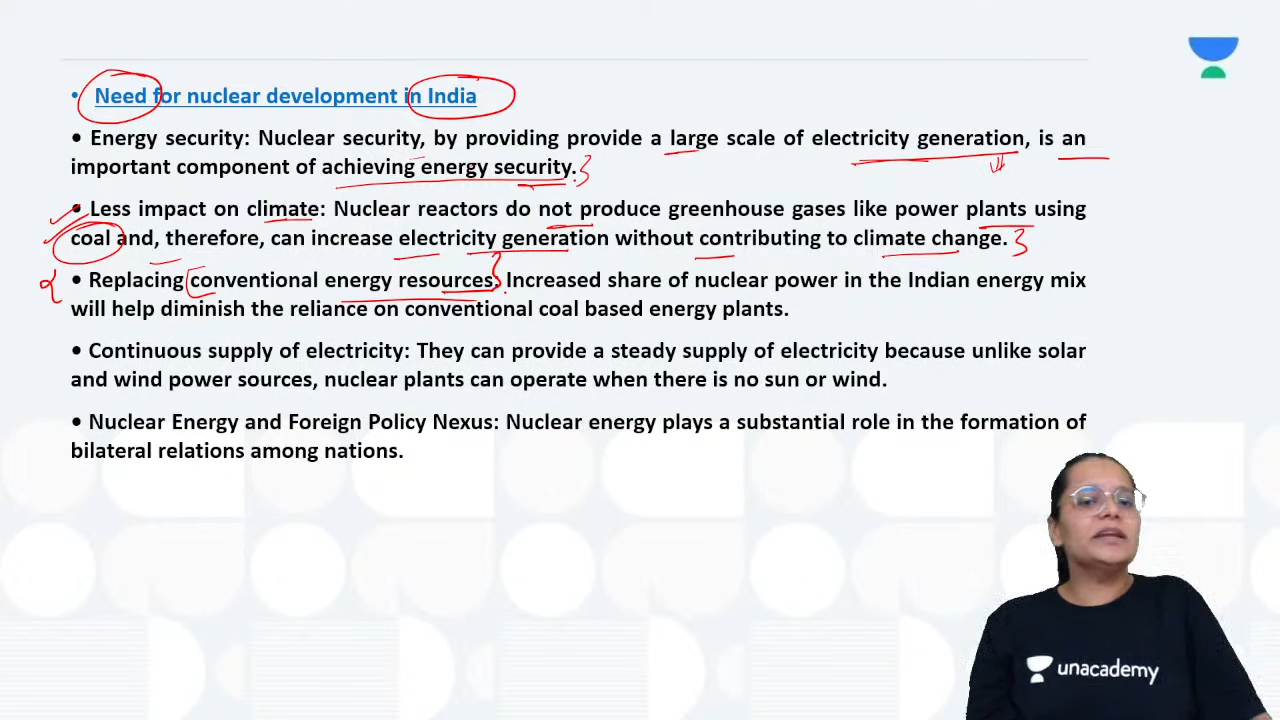 • Need for nuclear development in India
• Energy security: Nuclear security, by providing provide a large scale of electricity generation, is an
important component of achieving energy security.
• Less impact on climate: Nuclear reactors do not produce greenhouse gases like power plants using
coal and, therefore, can increase electricity generation without contributing to climate change.
• Replacing conventional energy resources: Increased share of nuclear power in the Indian energy mix
will help diminish the reliance on conventional coal based energy plants.
• Continuous supply of electricity: They can provide a steady supply of electricity because unlike solar
and wind power sources, nuclear plants can operate when there is no sun or wind.
• Nuclear Energy and Foreign Policy Nexus: Nuclear energy plays a substantial role in the formation of
bilateral relations among nations.
unacademy